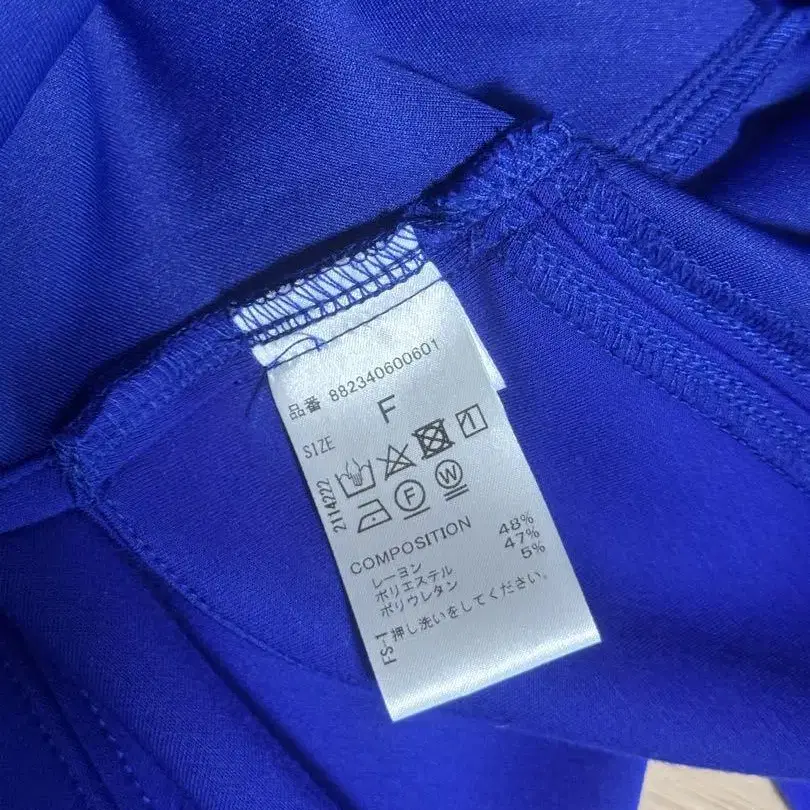 品番 882340600601
SIZE F
2114222
F W
COMPOSITION
レーヨン 48%
ポリエステル 47%
ポリウレタン 5%
FS-1 押し洗いをしてください。